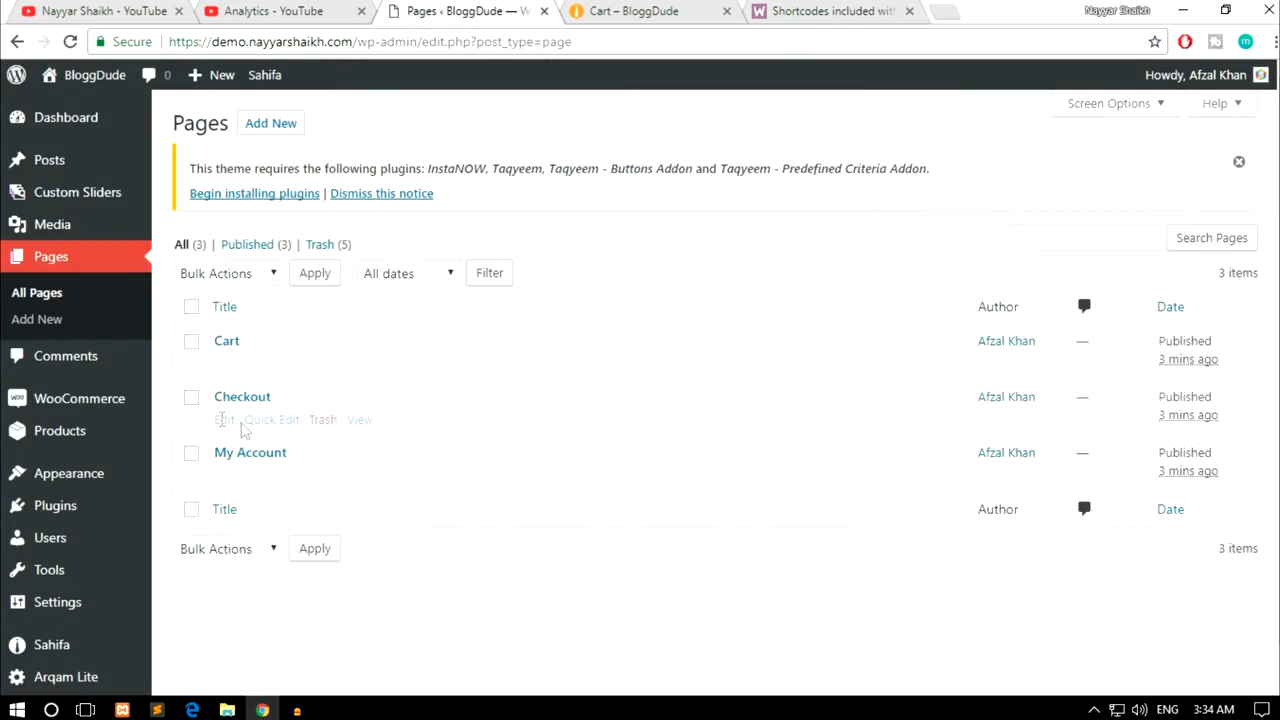 Nayyar Shaikh - YouTube
Analytics - YouTube
Pages ‹ BloggDude — W
Cart – BloggDude
Shortcodes included with
Nayyar Shaikh
Secure https://demo.nayyarshaikh.com/wp-admin/edit.php?post_type=page
BloggDude 0 New Sahifa
Howdy, Afzal Khan
Dashboard
Posts
Custom Sliders
Media
Pages
All Pages
Add New
Comments
WooCommerce
Products
Appearance
Plugins
Users
Tools
Settings
Sahifa
Arqam Lite
Screen Options
Help
Pages Add New
This theme requires the following plugins: InstaNOW, Taqyeem, Taqyeem - Buttons Addon and Taqyeem - Predefined Criteria Addon.
Begin installing plugins | Dismiss this notice
All (3) | Published (3) | Trash (5)
Search Pages
Bulk Actions Apply All dates Filter
3 items
Title Author Date
Cart Afzal Khan — Published
3 mins ago
Checkout Afzal Khan — Published
Edit Quick Edit Trash View 3 mins ago
My Account Afzal Khan — Published
3 mins ago
Title Author Date
Bulk Actions Apply
3 items
ENG 3:34 AM